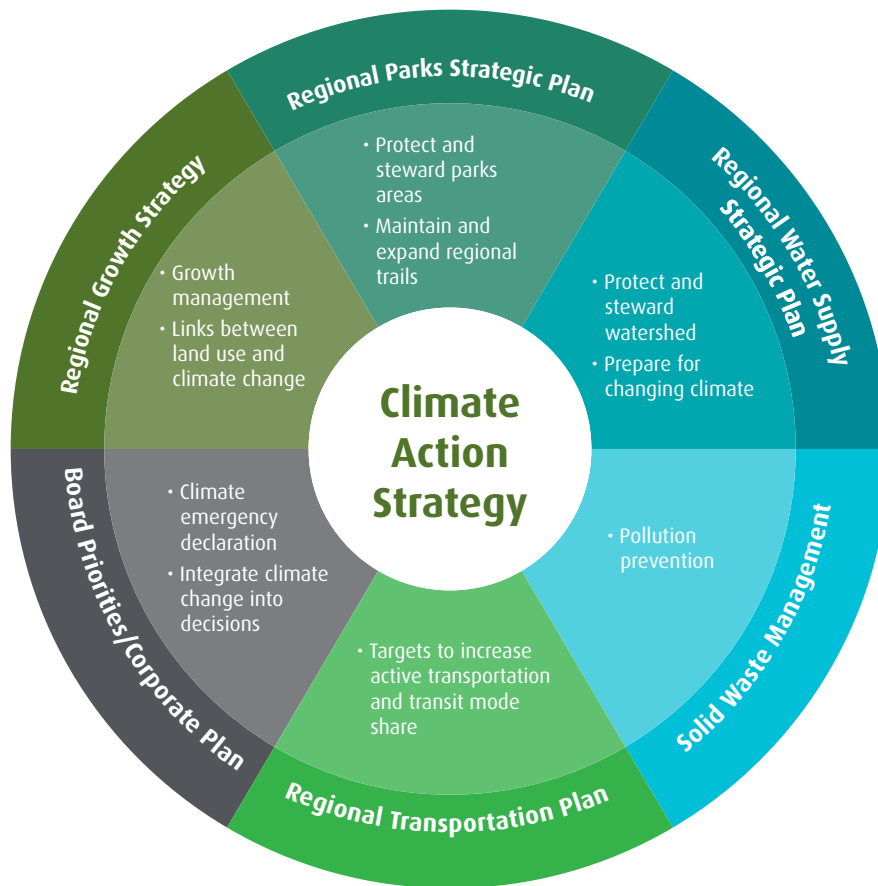 Regional Parks Strategic Plan
• Protect and
steward parks
areas
• Maintain and
expand regional
trails
Regional Water Supply
Strategic Plan
• Protect and
steward
watershed
• Prepare for
changing climate
Solid Waste Management
• Pollution
prevention
Regional Transportation Plan
• Targets to increase
active transportation
and transit mode
share
Board Priorities/Corporate Plan
• Climate
emergency
declaration
• Integrate climate
change into
decisions
Regional Growth Strategy
• Growth
management
• Links between
land use and
climate change
Climate
Action
Strategy